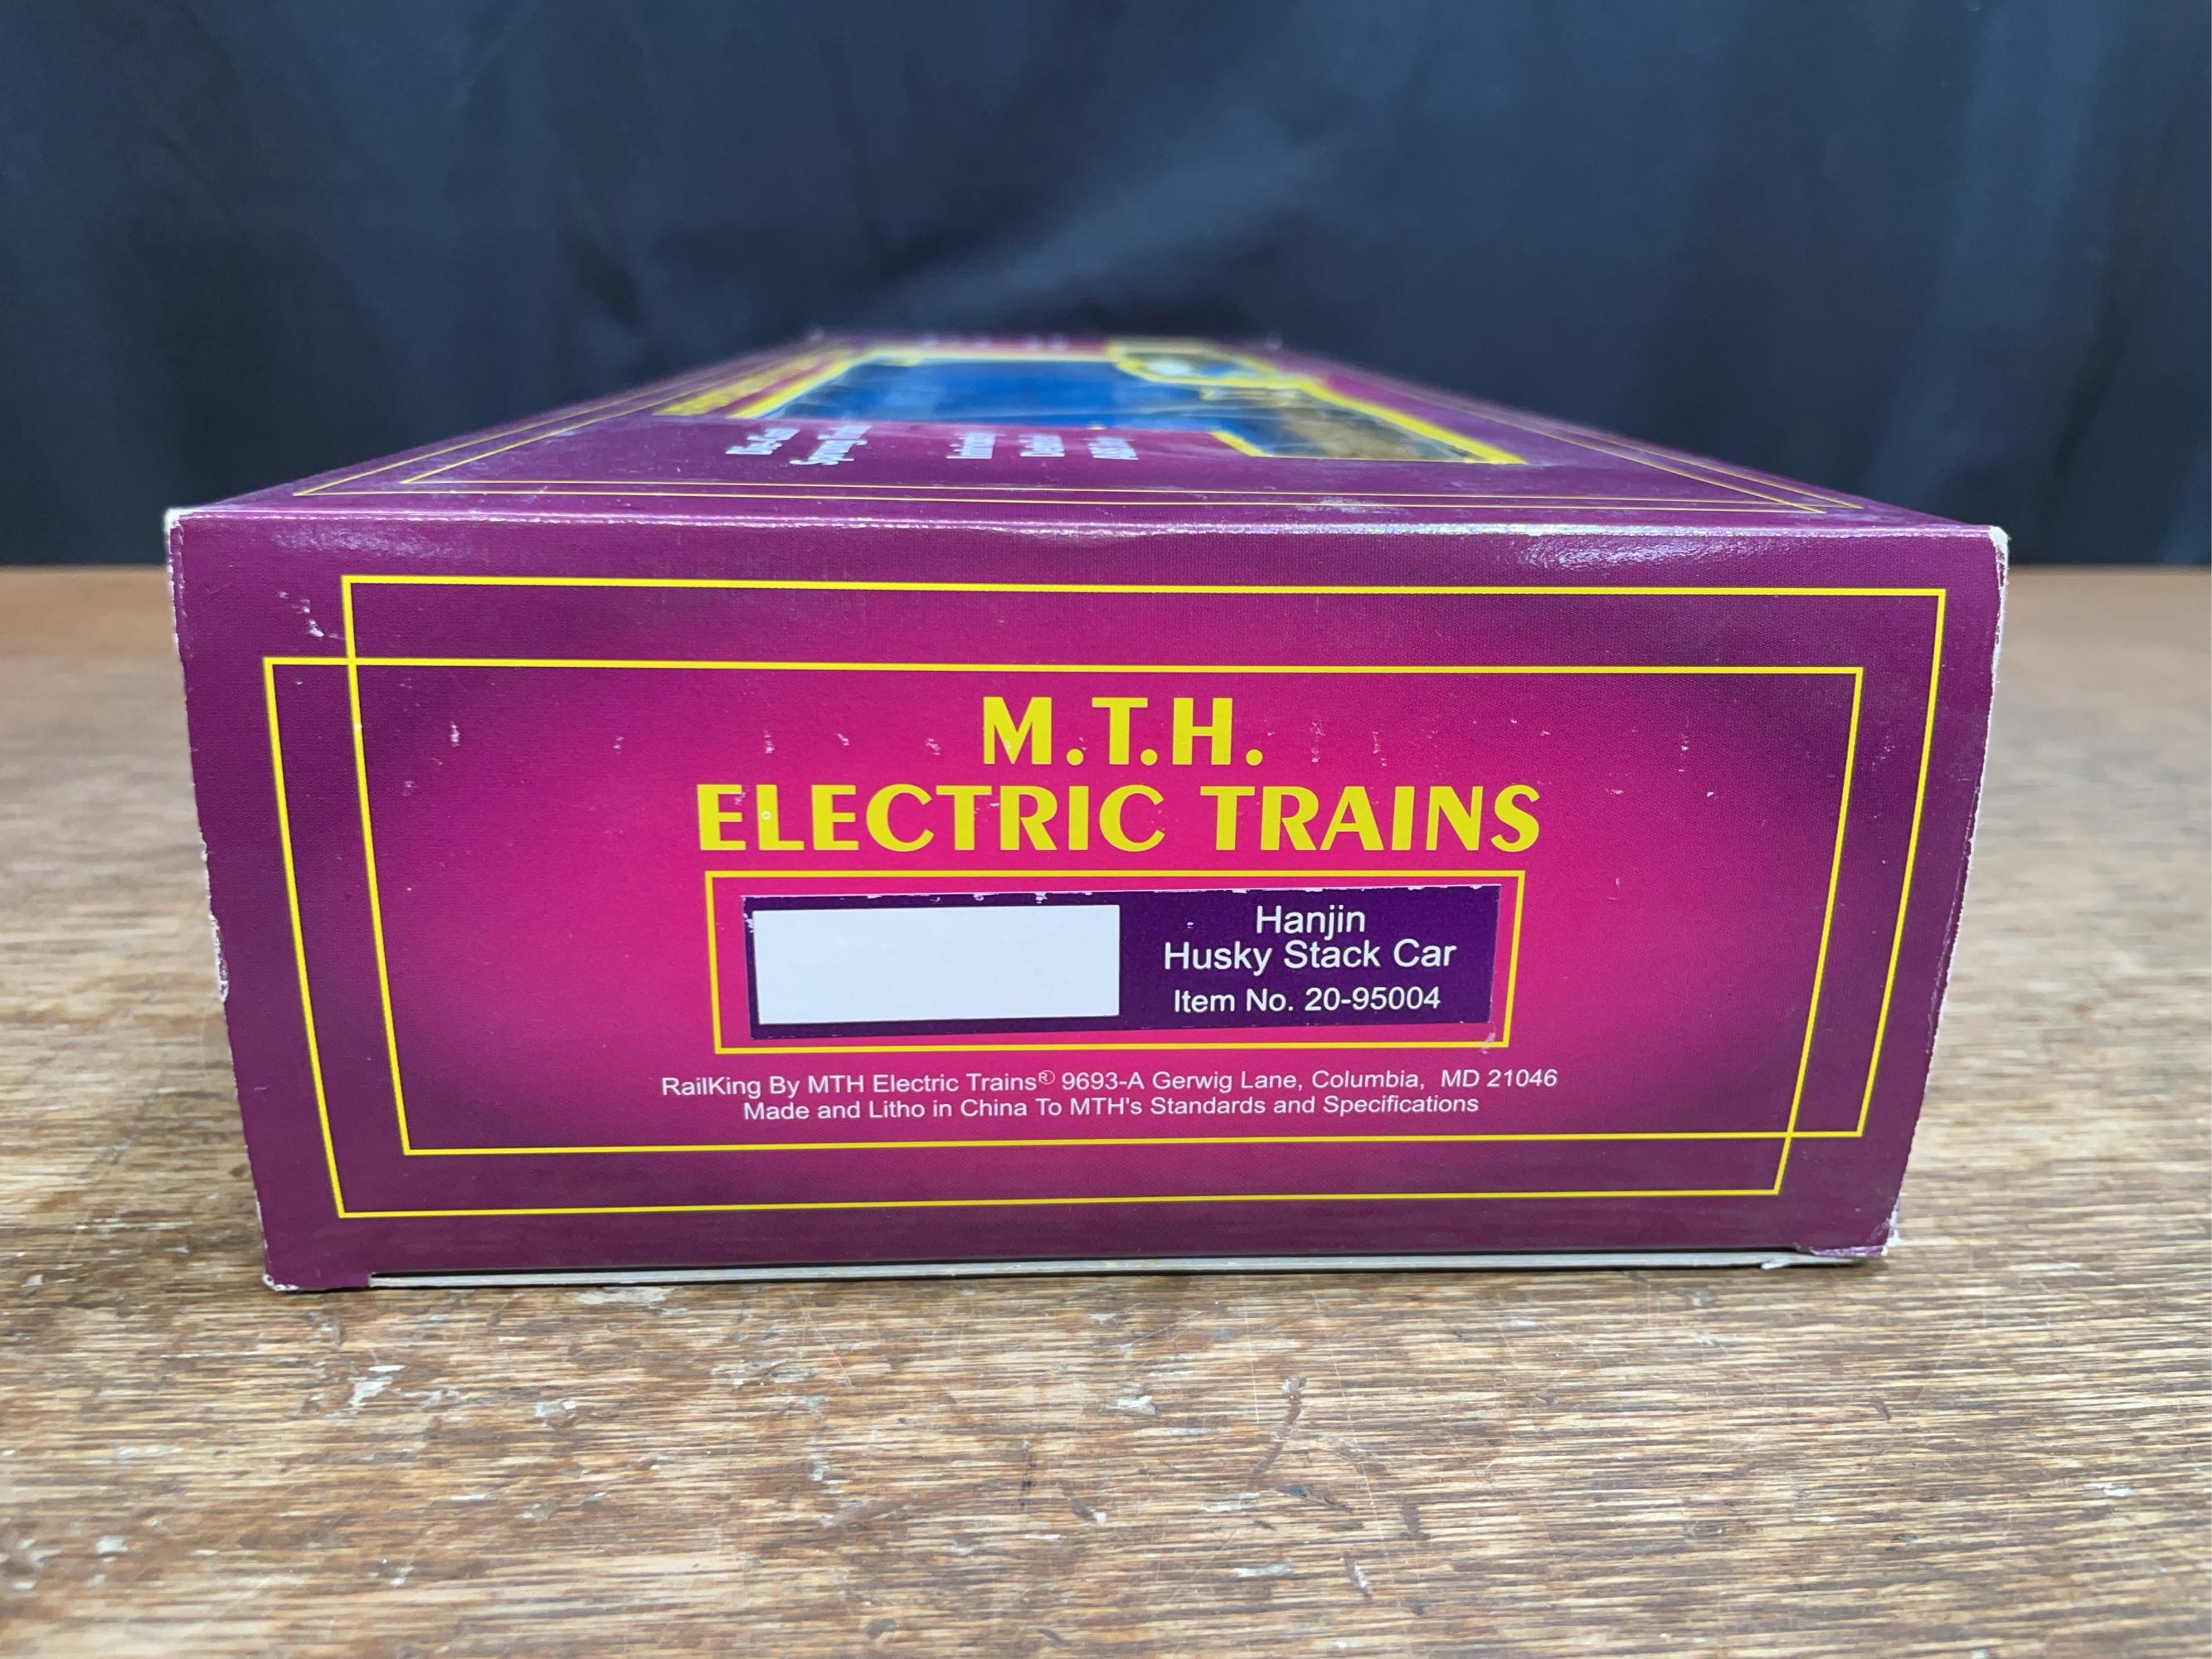 M.T.H.
ELECTRIC TRAINS
Hanjin
Husky Stack Car
Item No. 20-95004
RailKing By MTH Electric Trains® 9693-A Gerwig Lane, Columbia, MD 21046
Made and Litho in China To MTH's Standards and Specifications